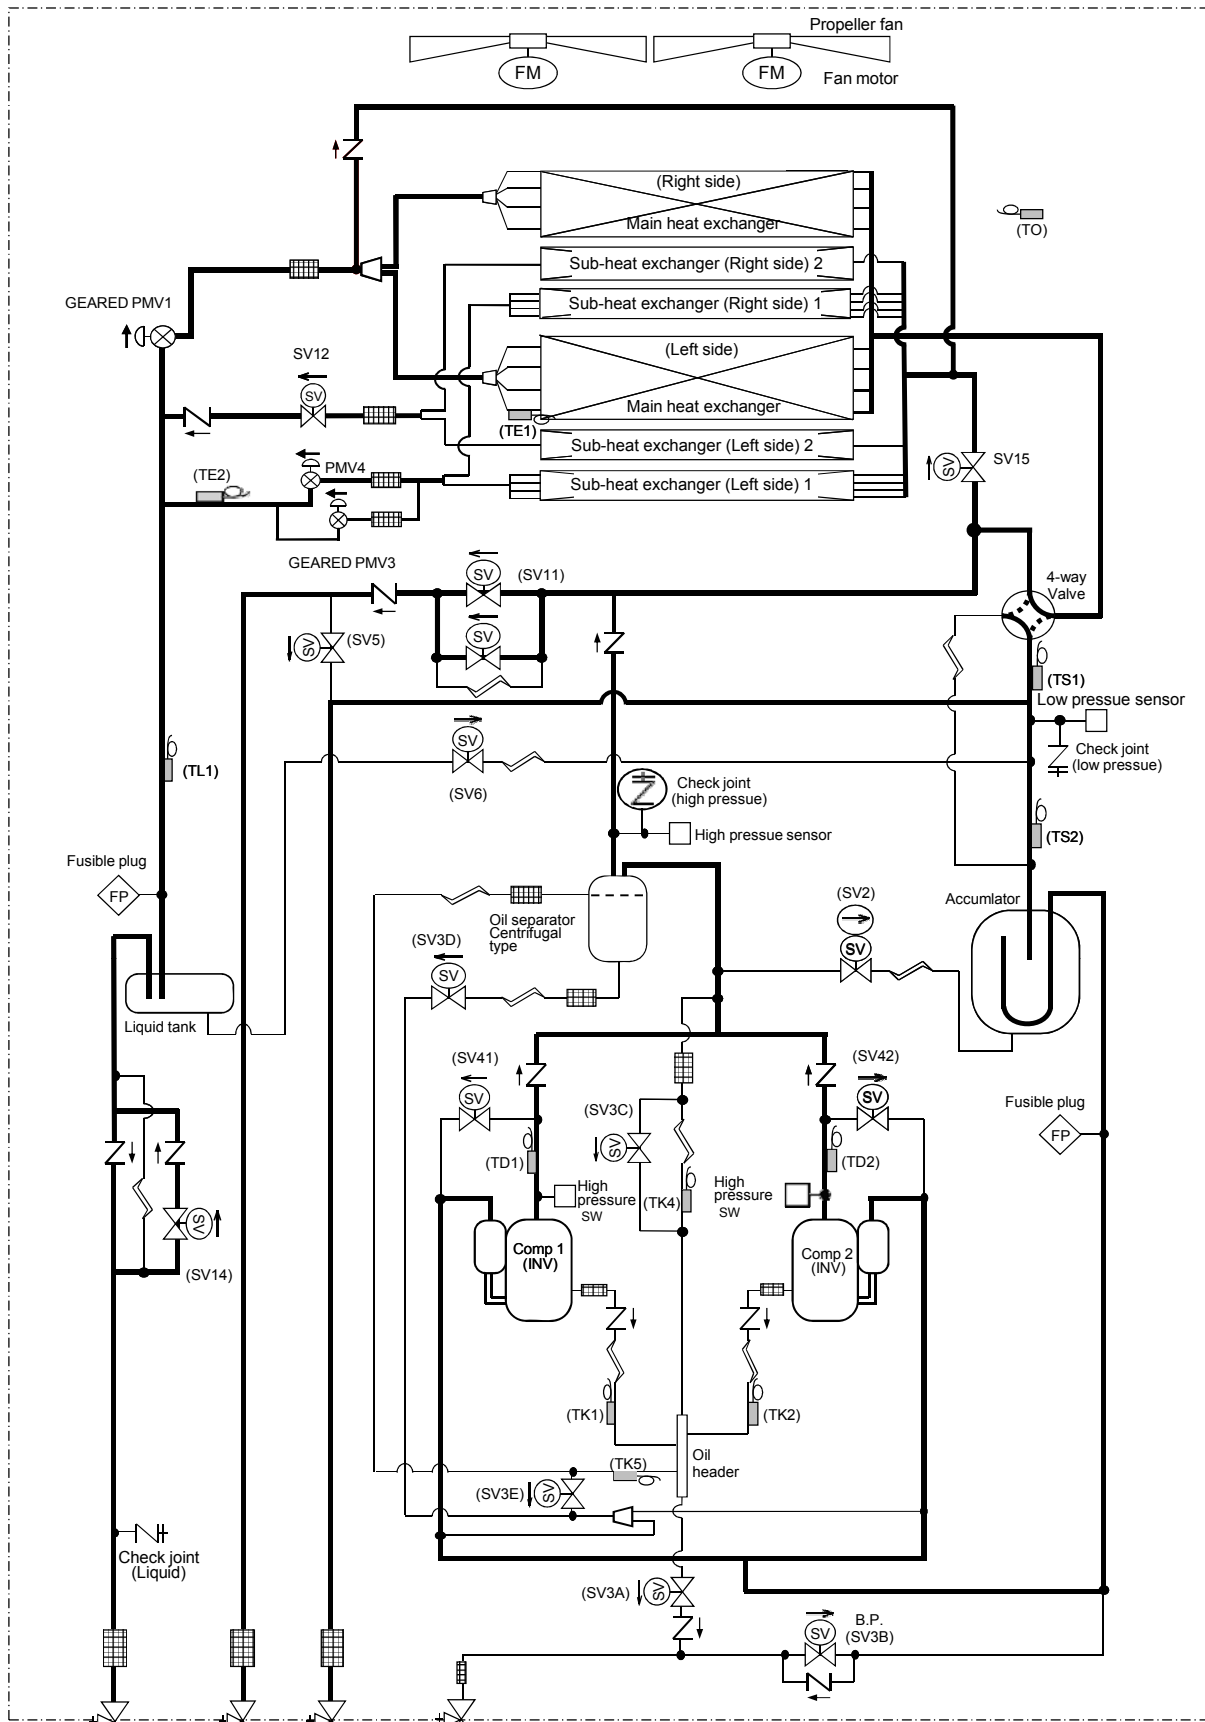 Propeller fan
FM
FM
Fan motor
(Right side)
Main heat exchanger
(TO)
Sub-heat exchanger (Right side) 2
GEARED PMV1
Sub-heat exchanger (Right side) 1
SV12
SV
(Left side)
Main heat exchanger
(TE1)
Sub-heat exchanger (Left side) 2
SV15
SV
(TE2)
PMV4
Sub-heat exchanger (Left side) 1
GEARED PMV3
SV
(SV11)
4-way
Valve
SV
(SV5)
SV
(TS1)
Low pressue sensor
SV
(SV6)
(TL1)
Check joint
(low pressue)
Check joint
(high pressue)
High pressue sensor
(TS2)
Fusible plug
FP
(SV2)
SV
Accumlator
Oil separator
Centrifugal
type
(SV3D)
SV
Liquid tank
(SV41)
SV
(SV42)
SV
(SV3C)
SV
Fusible plug
FP
(TD1)
(TD2)
High
pressure
SW
(TK4)
High
pressure
SW
SV
(SV14)
Comp 1
(INV)
Comp 2
(INV)
(TK1)
(TK2)
Oil
header
(TK5)
(SV3E)
SV
Check joint
(Liquid)
(SV3A)
SV
B.P.
(SV3B)
SV